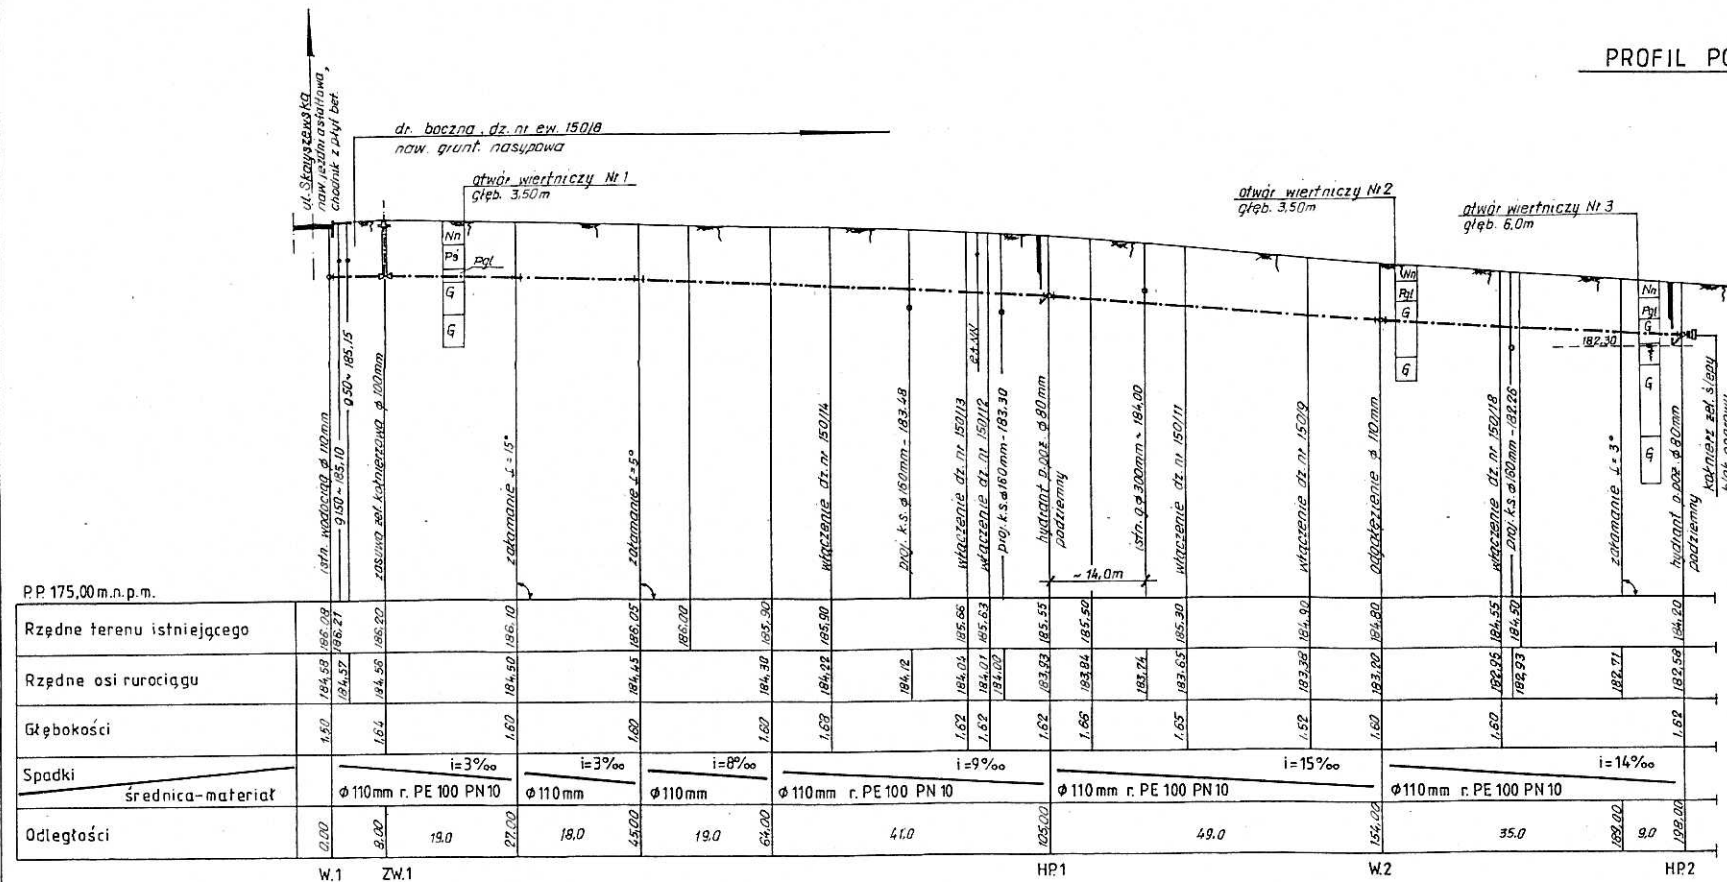 PROFIL PO
ul. Skaryszewska
naw. jezdni asfaltowa,
chodnik z płyt bet.
dr. boczna, dz. nr ew. 150/8
naw. grunt. nasypowa
otwór wiertniczy Nr 1
głęb. 3,50m
otwór wiertniczy Nr 2
głęb. 3,50m
otwór wiertniczy Nr 3
głęb. 6,0m
Nn
Pg
Pgl
G
G
Nn
Pgl
G
G
Nn
Pgl
G
G
G
182,30
istn. wodociąg φ 110mm
g150~185,10
g50~185,15
zasuwa żel. kołnierzowa φ 100mm
załamanie L=15°
załamanie L=5°
włączenie dz. nr 150/14
proj. k.s. φ160mm-183.48
włączenie dz. nr 150/13
eł. NN
włączenie dz. nr 150/12
proj. k.s. φ160mm-183.30
hydrant p.poż. φ80mm
podziemny
~14,0m
istn. g φ300mm~184,00
włączenie dz. nr 150/11
włączenie dz. nr 150/9
odgałęzienie φ 110mm
włączenie dz. nr 150/18
proj. k.s. φ160mm-182.26
załamanie L=3°
hydrant p.poż. φ80mm
podziemny
kołnierz żel. ślepy
blok oporowy
P.P. 175,00 m.n.p.m.
Rzędne terenu istniejącego
186.08 186.21 186.20 186.10 186.05 186.00 185.90 185.90 185.66 185.63 185.55 185.50 185.30 184.90 184.80 184.55 184.50 184.20
Rzędne osi rurociągu
184,58 184,57 184,56 184,50 184,45 184,30 184,22 184,12 184,04 184,01 184,00 183,93 183,84 183,74 183,65 183,38 183,20 182,95 182,93 182,71 182,58
Głębokości
1,50 1,64 1,60 1,60 1,60 1,68 1,62 1,62 1,62 1,66 1,65 1,52 1,60 1,60 1,62
Spadki
i=3‰ i=3‰ i=8‰ i=9‰ i=15‰ i=14‰
średnica-materiał
φ110mm r. PE 100 PN 10 φ110mm φ110mm φ110mm r. PE 100 PN 10 φ110mm r. PE 100 PN 10 φ110mm r. PE 100 PN 10
Odległości
0.00 8.00 19.0 27.00 18,0 45.00 19.0 64.00 41.0 105.00 49.0 154.00 35.0 189.00 9,0 198.00
W.1 ZW.1 HP.1 W.2 HP.2